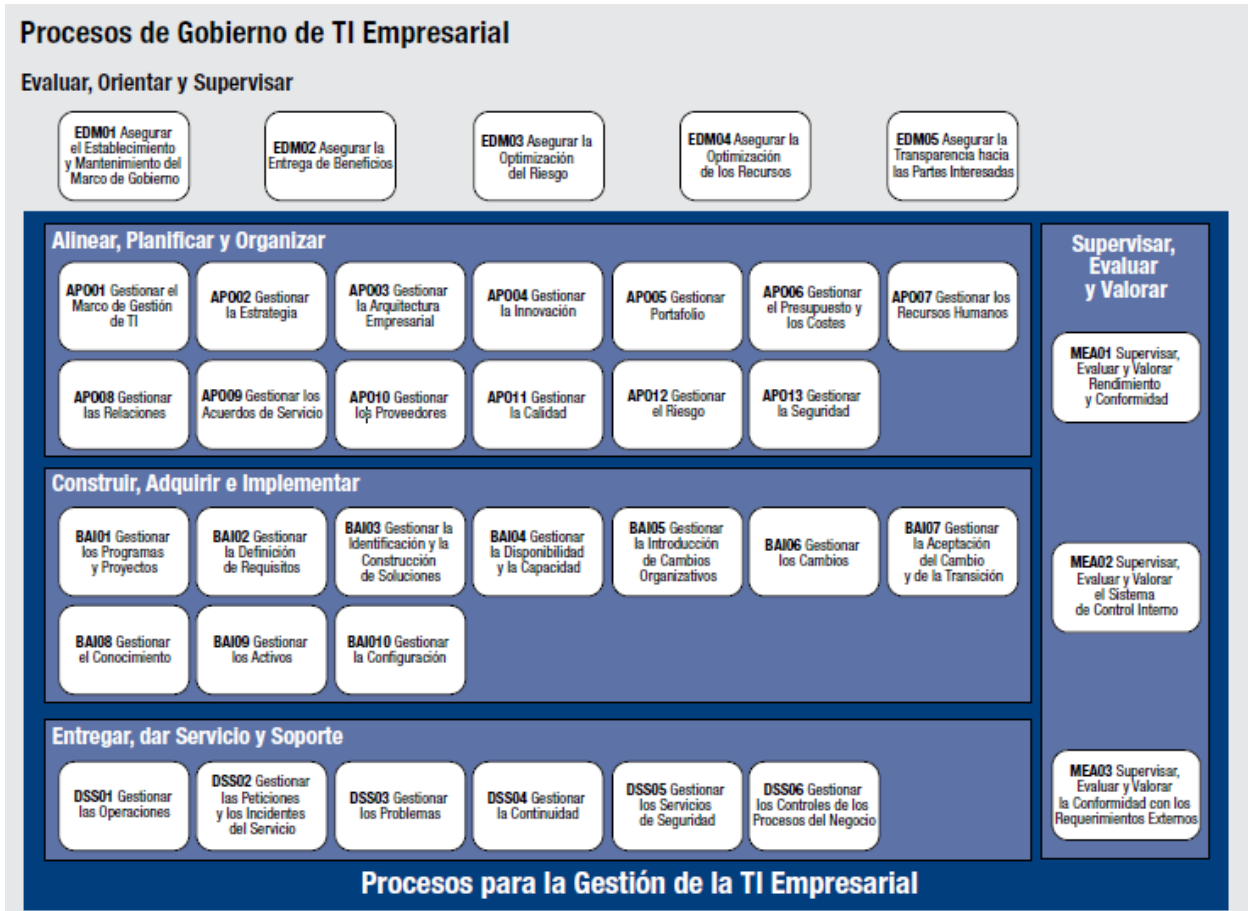 Procesos de Gobierno de TI Empresarial
Evaluar, Orientar y Supervisar
EDM01 Asegurar
el Establecimiento
y Mantenimiento del
Marco de Gobierno
EDM02 Asegurar la
Entrega de Beneficios
EDM03 Asegurar la
Optimización
del Riesgo
EDM04 Asegurar la
Optimización
de los Recursos
EDM05 Asegurar la
Transparencia hacia
las Partes Interesadas
Alinear, Planificar y Organizar
APO01 Gestionar el
Marco de Gestión
de TI
APO02 Gestionar
la Estrategia
APO03 Gestionar
la Arquitectura
Empresarial
APO04 Gestionar
la Innovación
APO05 Gestionar
Portafolio
APO06 Gestionar
el Presupuesto y
los Costes
APO07 Gestionar los
Recursos Humanos
APO08 Gestionar
las Relaciones
APO09 Gestionar los
Acuerdos de Servicio
APO10 Gestionar
los Proveedores
APO11 Gestionar
la Calidad
APO12 Gestionar
el Riesgo
APO13 Gestionar
la Seguridad
Construir, Adquirir e Implementar
BAI01 Gestionar
los Programas
y Proyectos
BAI02 Gestionar
la Definición
de Requisitos
BAI03 Gestionar la
Identificación y la
Construcción
de Soluciones
BAI04 Gestionar
la Disponibilidad
y la Capacidad
BAI05 Gestionar
la Introducción
de Cambios
Organizativos
BAI06 Gestionar
los Cambios
BAI07 Gestionar
la Aceptación
del Cambio
y de la Transición
BAI08 Gestionar
el Conocimiento
BAI09 Gestionar
los Activos
BAI010 Gestionar
la Configuración
Entregar, dar Servicio y Soporte
DSS01 Gestionar
las Operaciones
DSS02 Gestionar
las Peticiones
y los Incidentes
del Servicio
DSS03 Gestionar
los Problemas
DSS04 Gestionar
la Continuidad
DSS05 Gestionar
los Servicios
de Seguridad
DSS06 Gestionar
los Controles de los
Procesos del Negocio
Supervisar,
Evaluar
y Valorar
MEA01 Supervisar,
Evaluar y Valorar
Rendimiento
y Conformidad
MEA02 Supervisar,
Evaluar y Valorar
el Sistema
de Control Interno
MEA03 Supervisar,
Evaluar y Valorar
la Conformidad con los
Requerimientos Externos
Procesos para la Gestión de la TI Empresarial